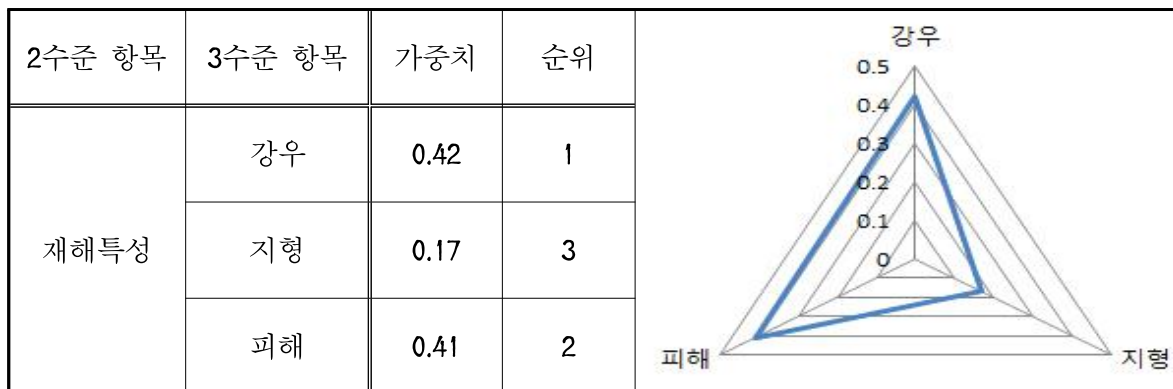 2수준 항목 3수준 항목 가중치 순위
재해특성
강우 0.42 1
지형 0.17 3
피해 0.41 2
강우
0.5
0.4
0.3
0.2
0.1
0
피해 지형